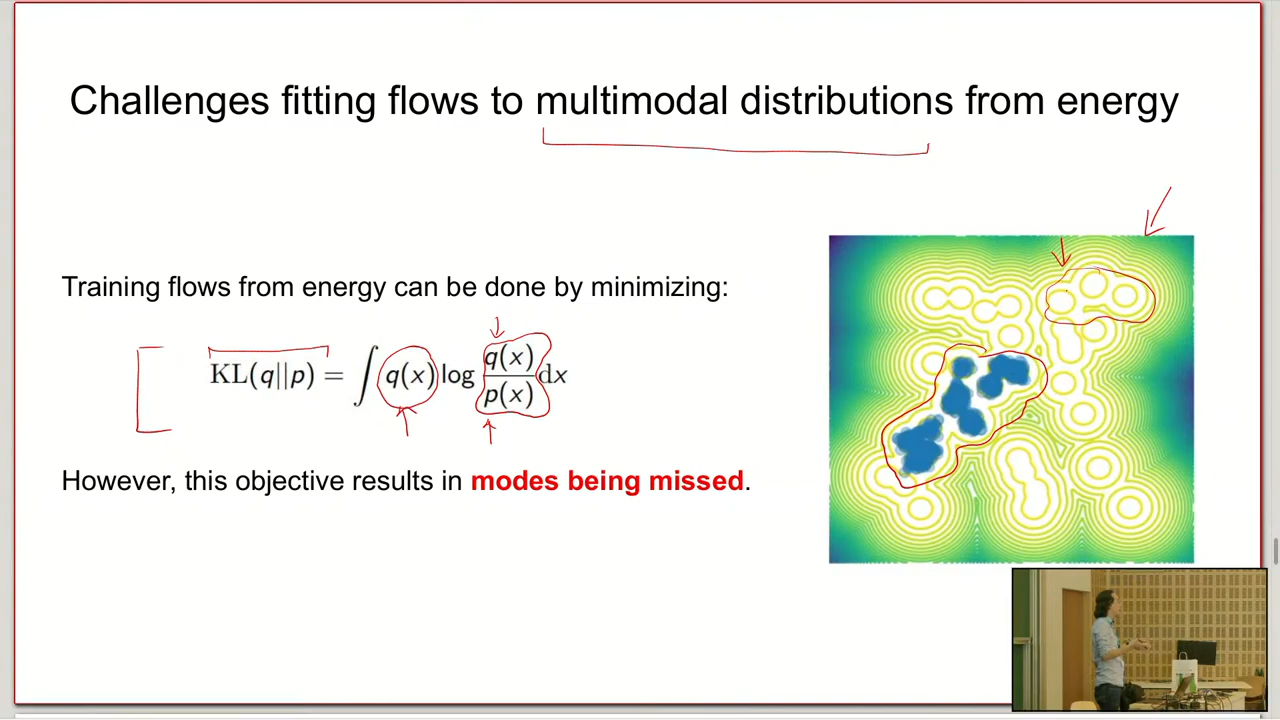 Challenges fitting flows to multimodal distributions from energy
Training flows from energy can be done by minimizing:
KL(q||p) = ∫ q(x) log q(x)/p(x) dx
However, this objective results in modes being missed.